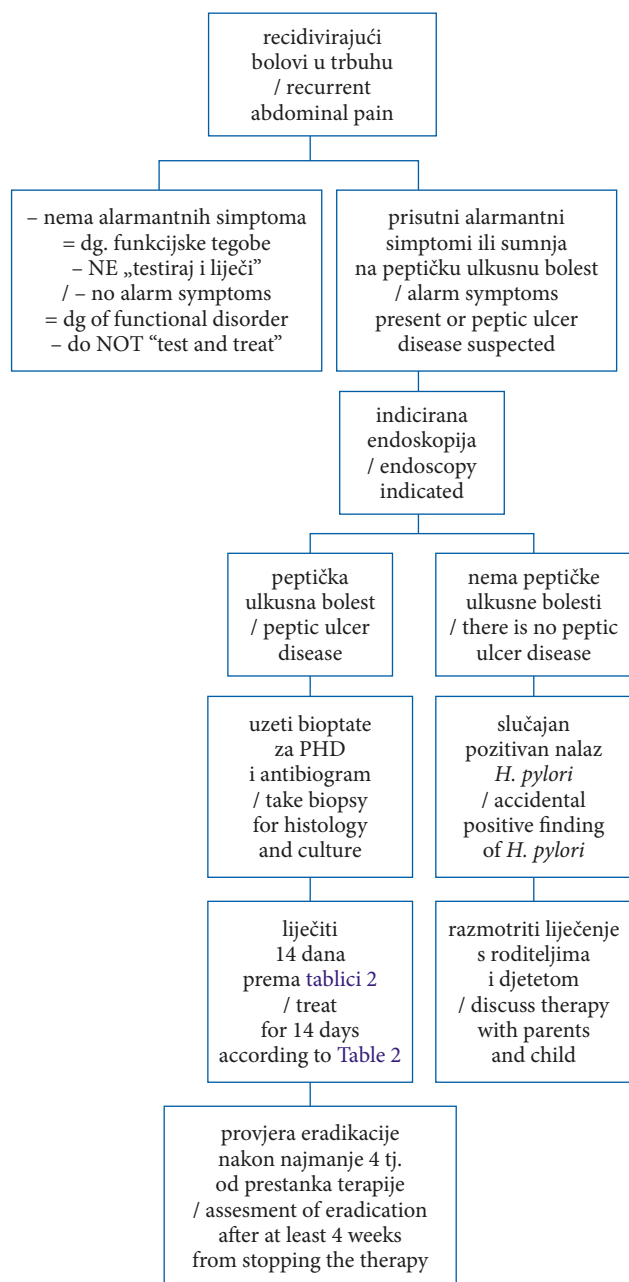 recidivirajući
bolovi u trbuhu
/ recurrent
abdominal pain
– nema alarmantnih simptoma
= dg. funkcijske tegobe
– NE „testiraj i liječi”
/ – no alarm symptoms
= dg of functional disorder
– do NOT “test and treat”
prisutni alarmantni
simptomi ili sumnja
na peptičku ulkusnu bolest
/ alarm symptoms
present or peptic ulcer
disease suspected
indicirana
endoskopija
/ endoscopy
indicated
peptička
ulkusna bolest
/ peptic ulcer
disease
nema peptičke
ulkusne bolesti
/ there is no peptic
ulcer disease
uzeti bioptate
za PHD
i antibiogram
/ take biopsy
for histology
and culture
slučajan
pozitivan nalaz
H. pylori
/ accidental
positive finding
of H. pylori
liječiti
14 dana
prema tablici 2
/ treat
for 14 days
according to Table 2
razmotriti liječenje
s roditeljima
i djetetom
/ discuss therapy
with parents
and child
provjera eradikacije
nakon najmanje 4 tj.
od prestanka terapije
/ assesment of eradication
after at least 4 weeks
from stopping the therapy